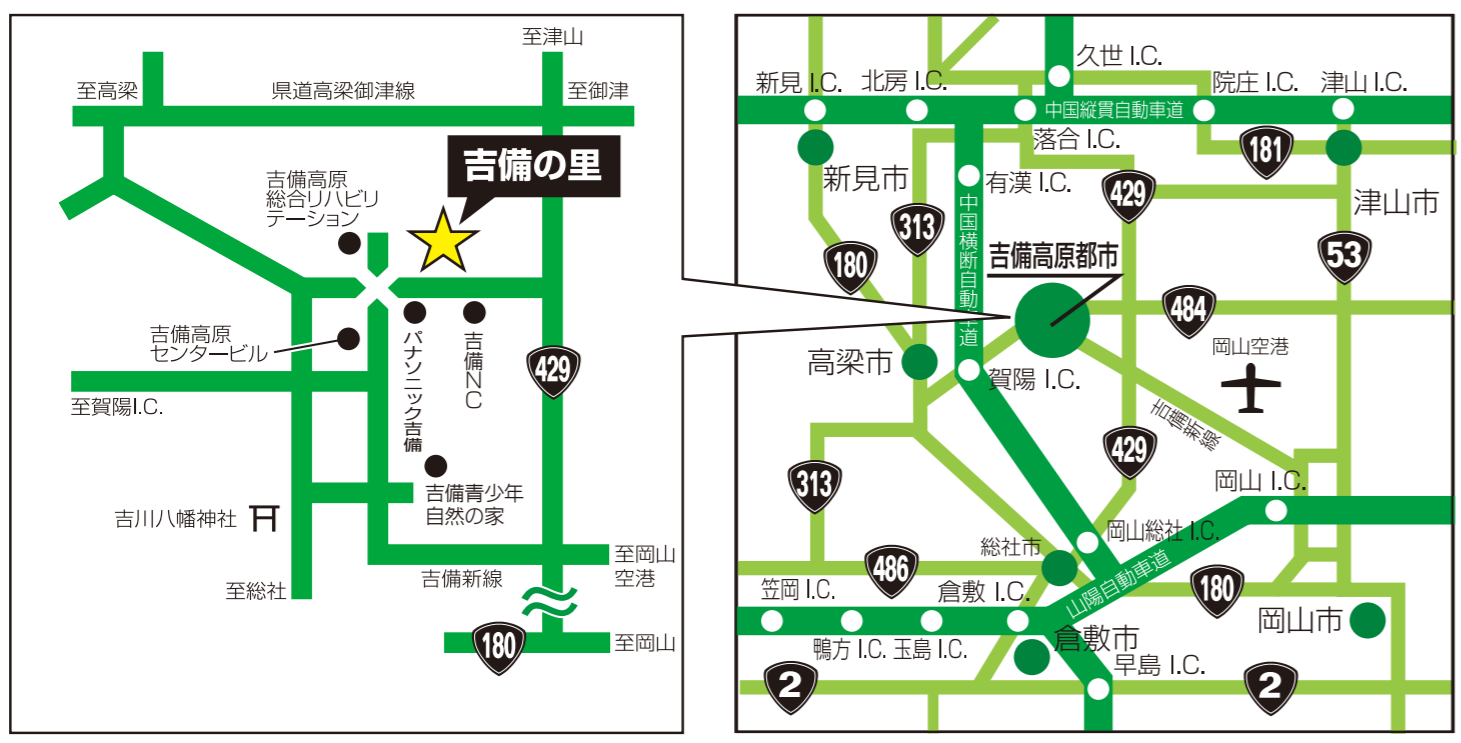 至津山
至高梁
県道高梁御津線
至御津
吉備の里
吉備高原
総合リハビリ
テーション
吉備高原
センタービル
パナソニック吉備
吉備NC
429
至賀陽I.C.
吉備青少年
自然の家
吉川八幡神社
至総社
吉備新線
至岡山
空港
180
至岡山
久世 I.C.
新見 I.C.
北房 I.C.
院庄 I.C.
津山 I.C.
中国縦貫自動車道
落合 I.C.
181
新見市
有漢 I.C.
429
津山市
313
中国横断自動車道
53
180
吉備高原都市
484
岡山空港
高梁市
賀陽 I.C.
吉備新線
429
313
岡山 I.C.
岡山総社 I.C.
総社市
486
山陽自動車道
180
笠岡 I.C.
倉敷 I.C.
岡山市
鴨方 I.C.
玉島 I.C.
倉敷市
早島 I.C.
2
2